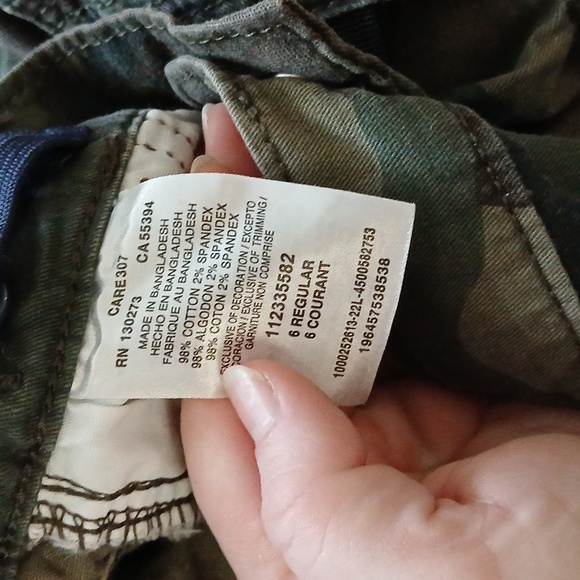 CARE307
RN 130273 CA 55394
MADE IN BANGLADESH
HECHO EN BANGLADESH
FABRIQUE AU BANGLADESH
98% COTTON 2% SPANDEX
98% ALGODON 2% SPANDEX
98% COTON 2% SPANDEX
EXCLUSIVE OF DECORATION / EXCEPTO
DECORACION / EXCLUSIVE OF TRIMMING /
GARNITURE NON COMPRISE
112335582
6 REGULAR
6 COURANT
1000252613-22L-4500582753
196457538538